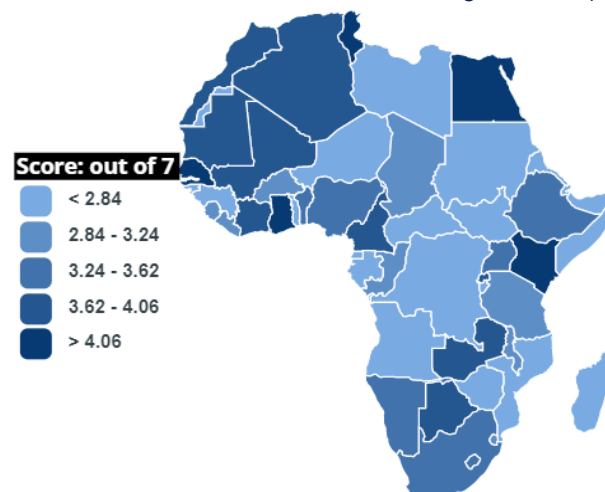 Score: out of 7
< 2.84
2.84 - 3.24
3.24 - 3.62
3.62 - 4.06
> 4.06